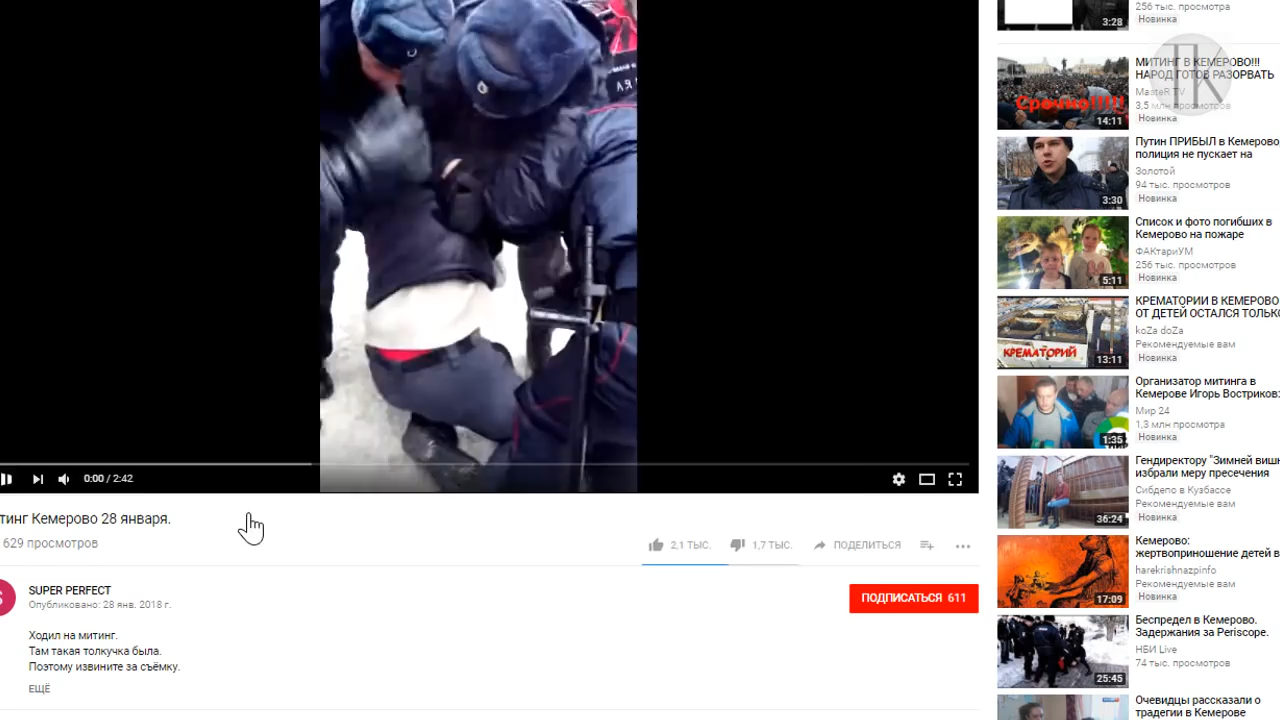 0:00 / 2:42
тинг Кемерово 28 января.
629 просмотров
2,1 ТЫС.
1,7 ТЫС.
ПОДЕЛИТЬСЯ
SUPER PERFECT
Опубликовано: 28 янв. 2018 г.
ПОДПИСАТЬСЯ 611
Ходил на митинг.
Там такая толкучка была.
Поэтому извините за съёмку.
ЕЩЁ
256 тыс. просмотра
Новинка
3:28
МИТИНГ В КЕМЕРОВО!!!
НАРОД ГОТОВ РАЗОРВАТЬ
MasteR TV
3,5 млн просмотров
Новинка
Срочно!!!!!
14:11
ПК
Путин ПРИБЫЛ в Кемерово
полиция не пускает на
Золотой
94 тыс. просмотров
Новинка
3:30
Список и фото погибших в
Кемерово на пожаре
ФАКтариУМ
256 тыс. просмотров
Новинка
5:11
КРЕМАТОРИИ В КЕМЕРОВО
ОТ ДЕТЕЙ ОСТАЛСЯ ТОЛЬКО
koZa doZa
Рекомендуемые вам
Новинка
КРЕМАТОРИЙ
13:11
Организатор митинга в
Кемерове Игорь Востриков:
Мир 24
1,3 млн просмотра
Новинка
1:35
Гендиректору "Зимней вишн
избрали меру пресечения
Сибдепо в Кузбассе
Рекомендуемые вам
Новинка
36:24
Кемерово:
жертвоприношение детей в
harekrishnazpinfo
Рекомендуемые вам
Новинка
17:09
Беспредел в Кемерово.
Задержания за Periscope.
НБИ Live
74 тыс. просмотров
25:45
Очевидцы рассказали о
трагедии в Кемерове